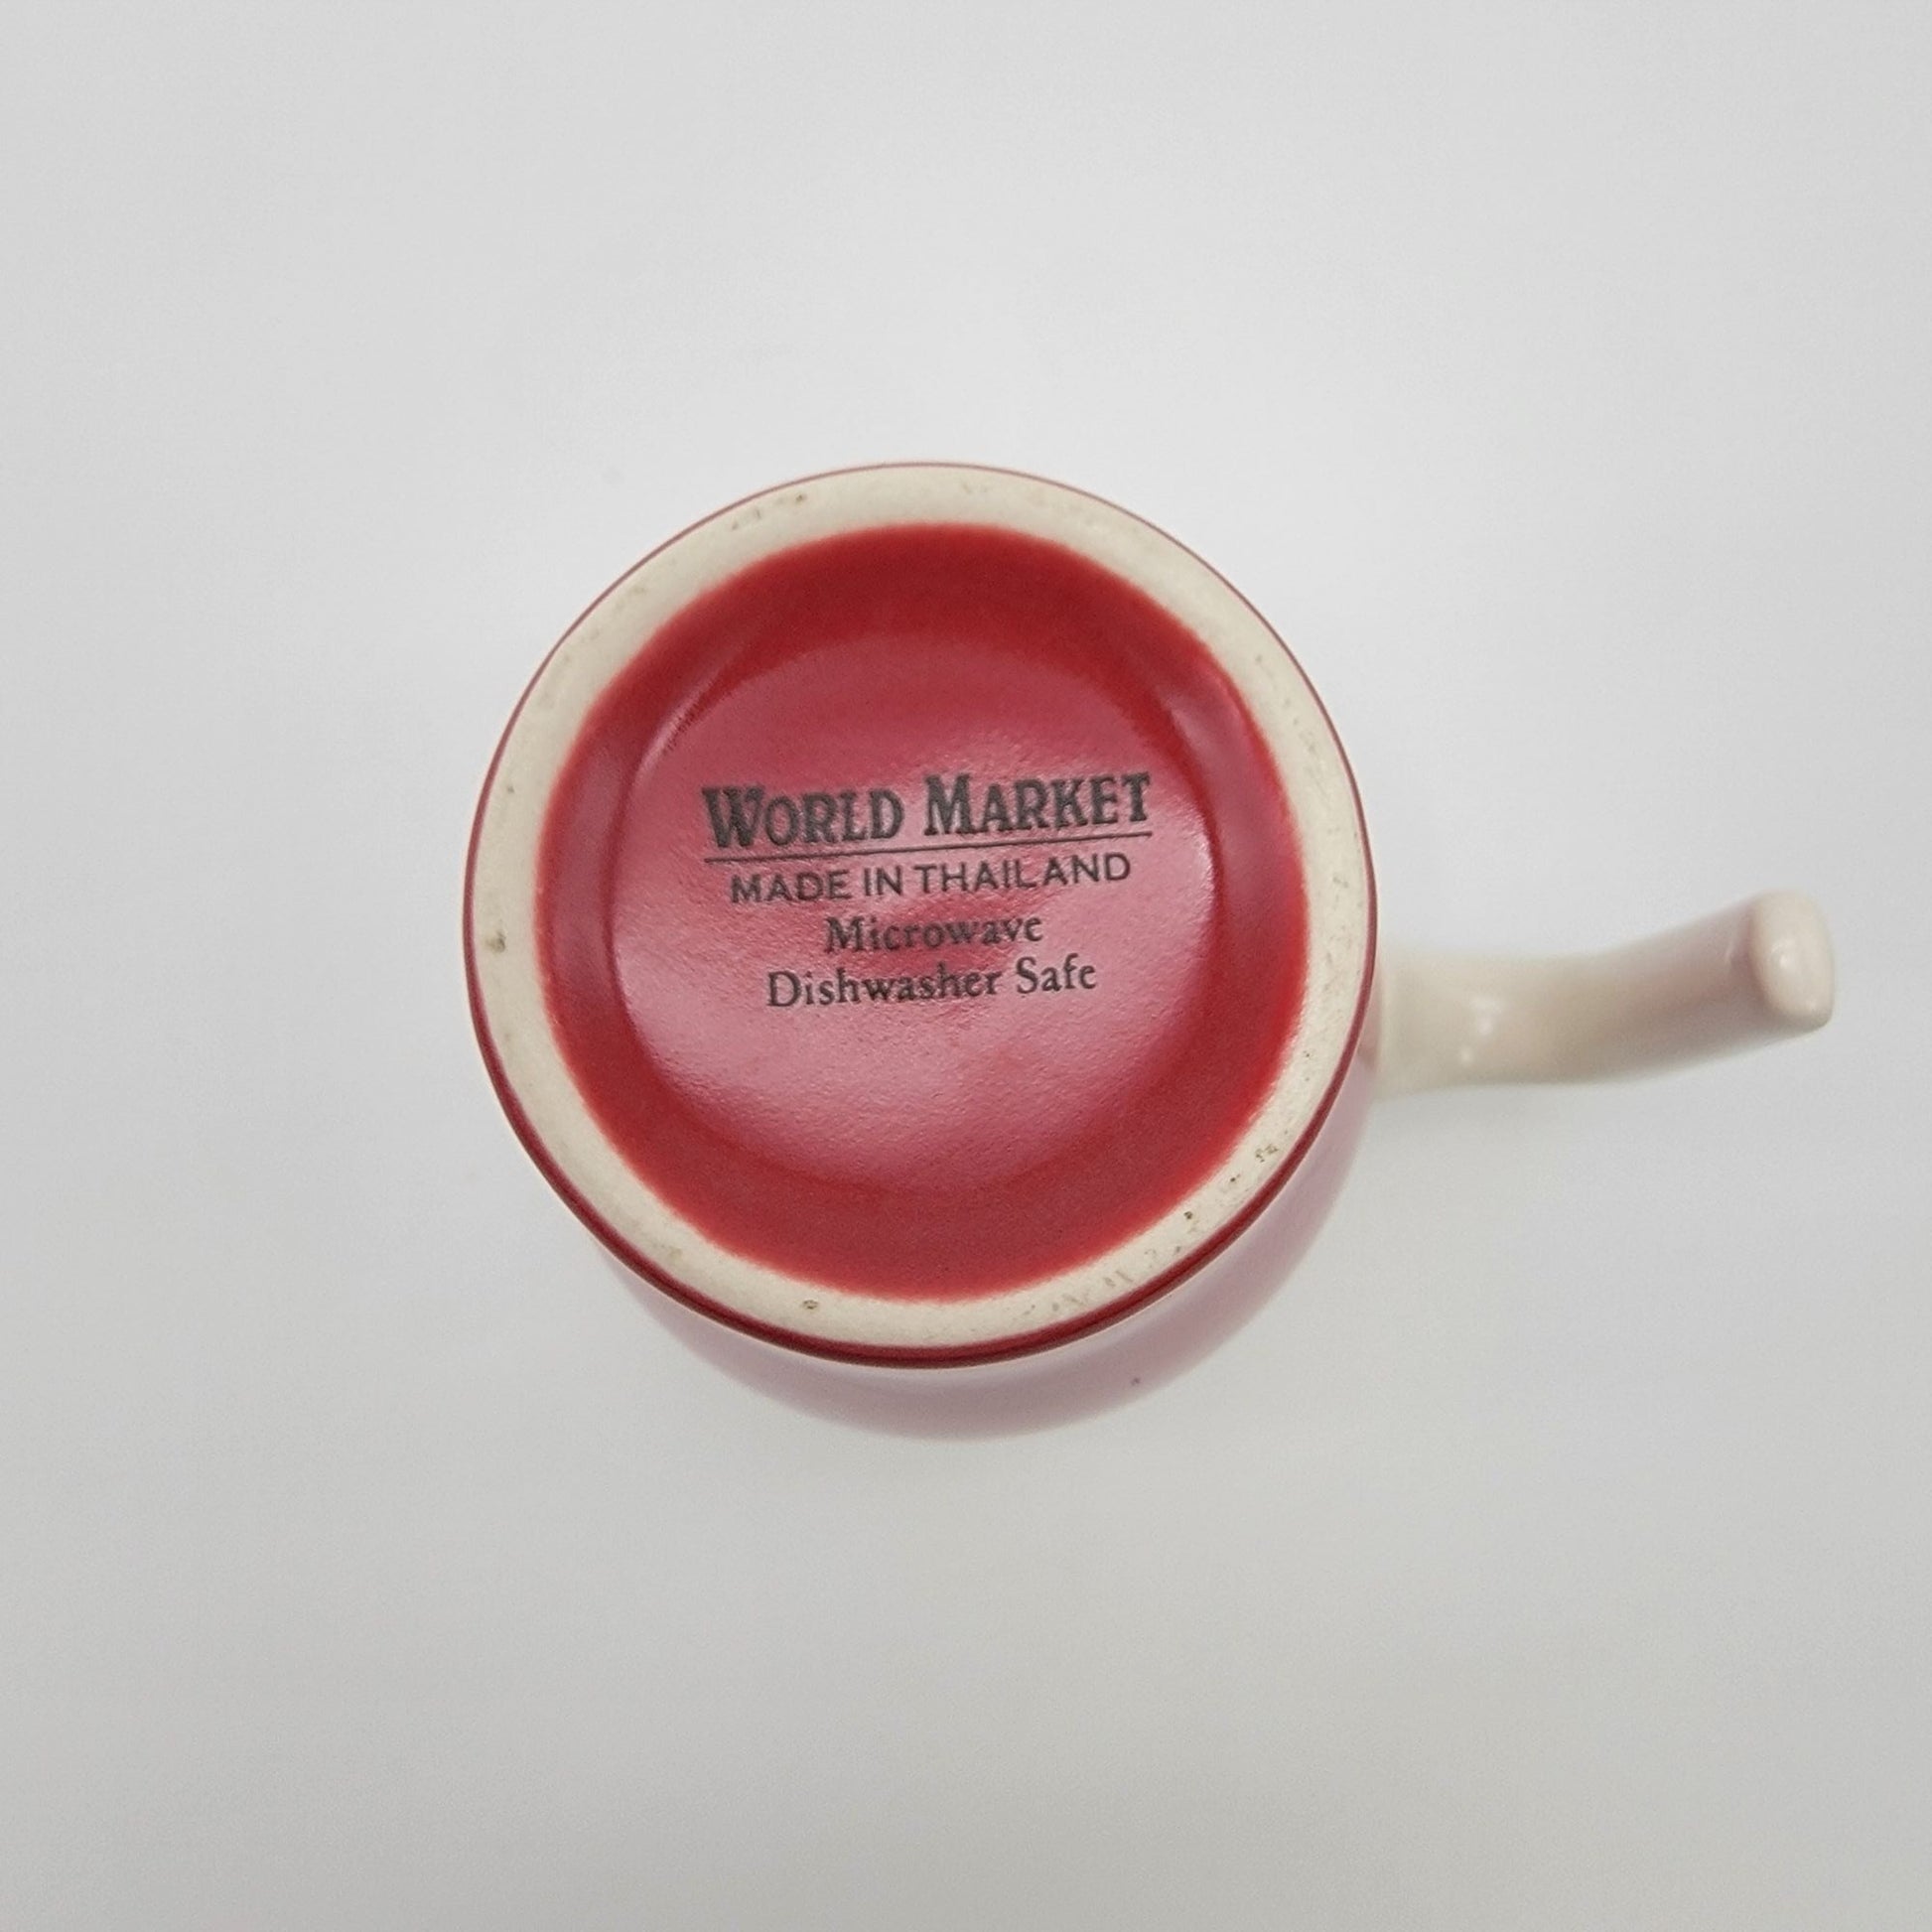 WORLD MARKET
MADE IN THAILAND
Microwave
Dishwasher Safe